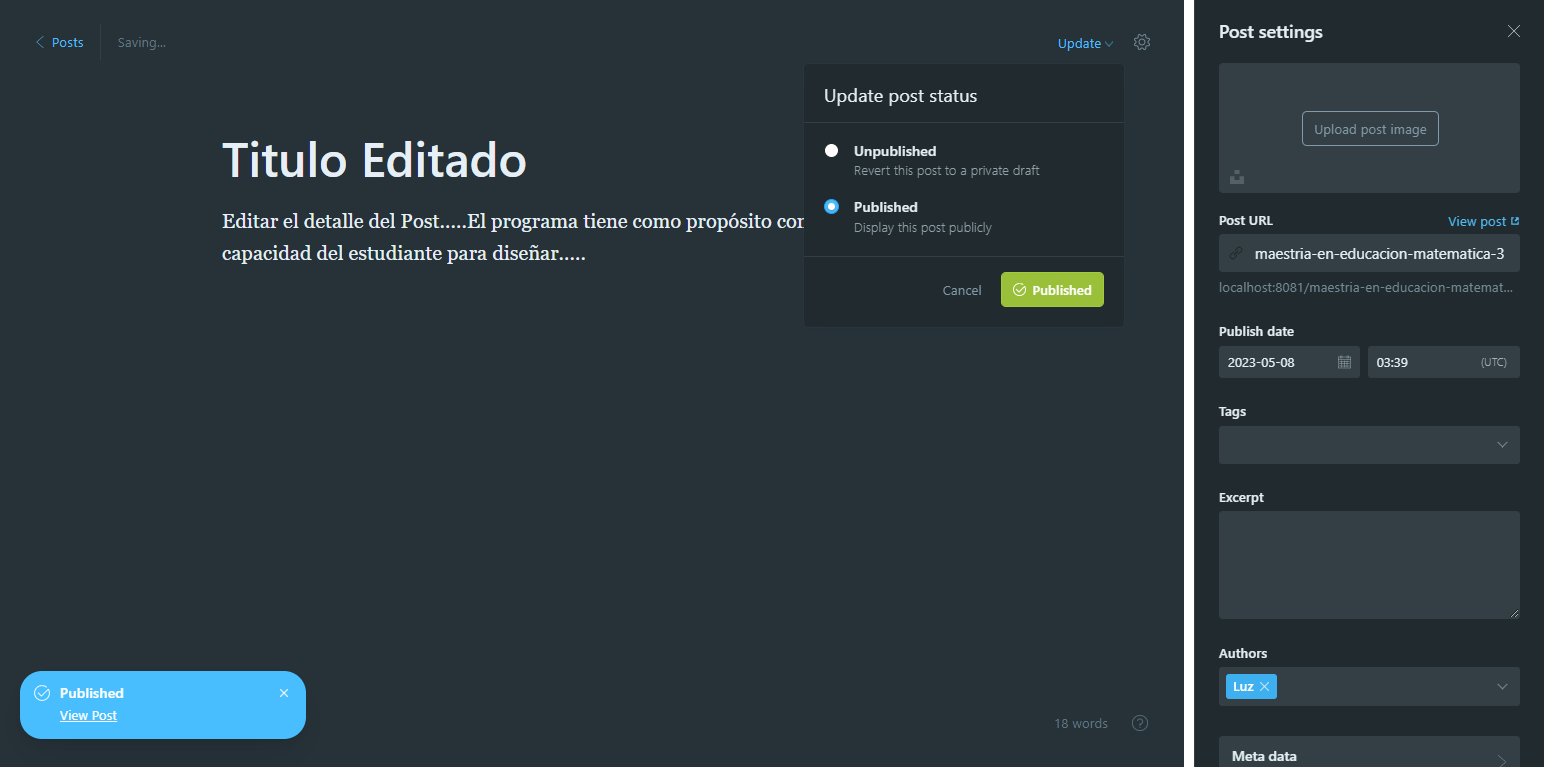 Posts
Saving...
Update
Update post status
Unpublished
Revert this post to a private draft
Published
Display this post publicly
Cancel
Published
Titulo Editado
Editar el detalle del Post.....El programa tiene como propósito con
capacidad del estudiante para diseñar.....
Published
View Post
18 words
?
Post settings
Upload post image
Post URL
View post
maestria-en-educacion-matematica-3
localhost:8081/maestria-en-educacion-matemat...
Publish date
2023-05-08
03:39
(UTC)
Tags
Excerpt
Authors
Luz
Meta data